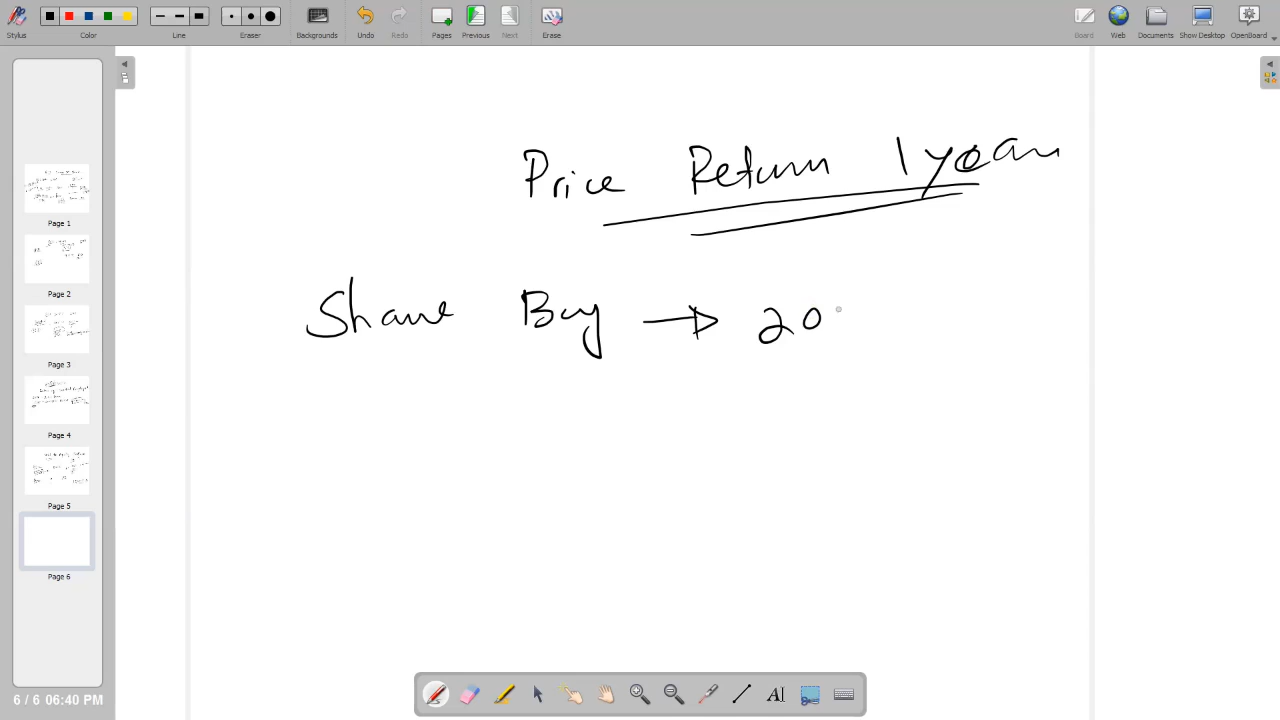 Stylus Color Line Eraser Backgrounds Undo Redo Pages Previous Next Erase Board Web Documents Show Desktop OpenBoard
Price Return 1 year
Share Buy → 20
Page 1
Page 2
Page 3
Page 4
Page 5
Page 6
6 / 6 06:40 PM